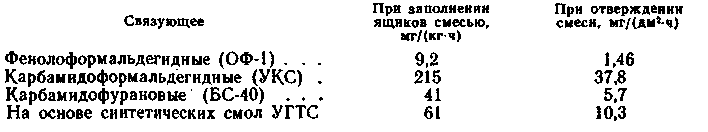 Связующее При заполнении ящиков смесью, мг/(кг·ч) При отверждении смеси, мг/(дм²·ч)
Фенолоформальдегидные (ОФ-1) . . . 9,2 1,46
Карбамидоформальдегидные (УКС) . 215 37,8
Карбамидофурановые (БС-40) . . . 41 5,7
На основе синтетических смол УГТС 61 10,3